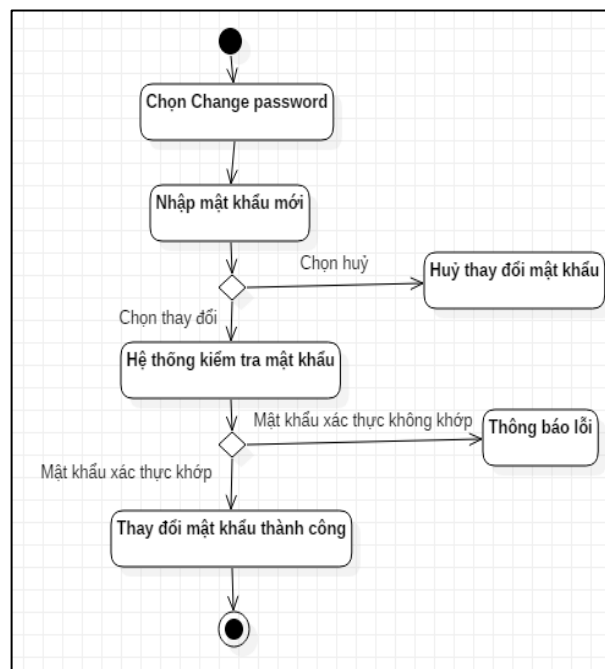 Chọn Change password
Nhập mật khẩu mới
Chọn huỷ
Huỷ thay đổi mật khẩu
Chọn thay đổi
Hệ thống kiểm tra mật khẩu
Mật khẩu xác thực không khớp
Thông báo lỗi
Mật khẩu xác thực khớp
Thay đổi mật khẩu thành công